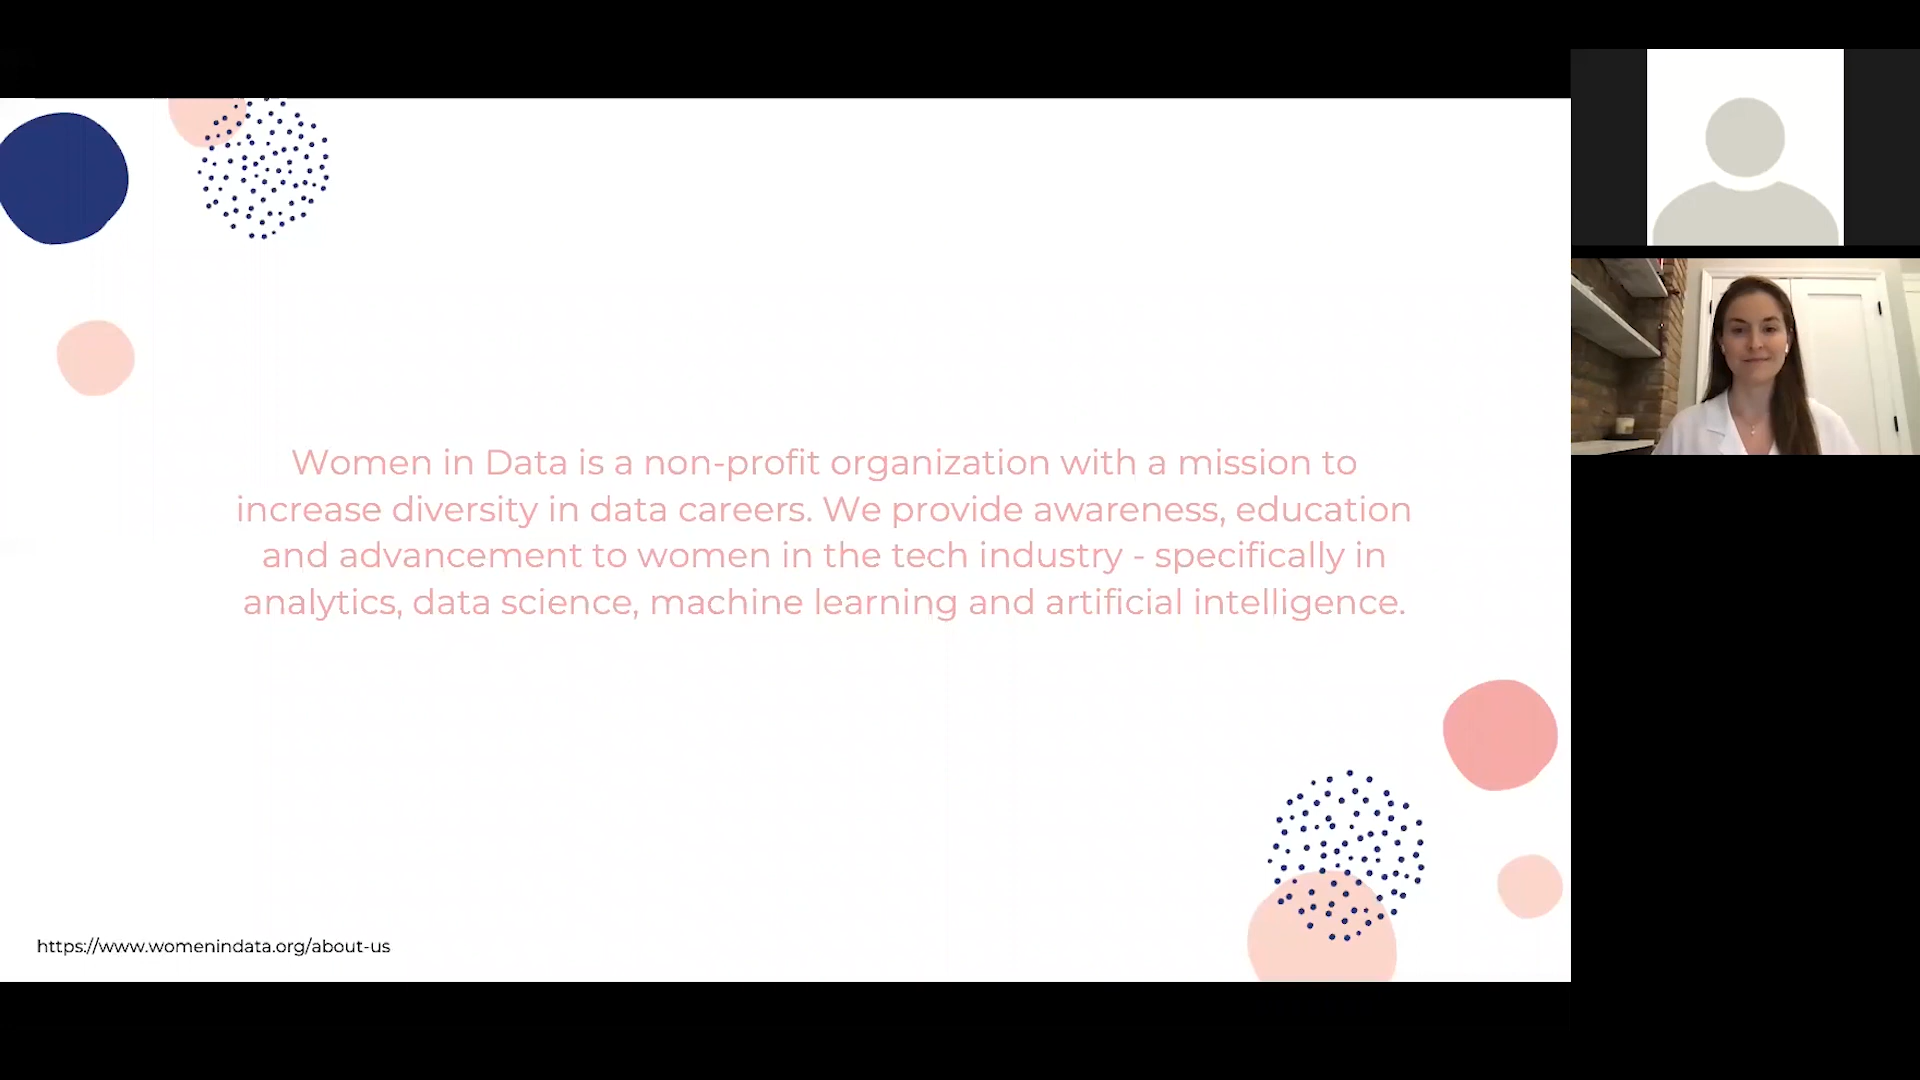 Women in Data is a non-profit organization with a mission to
increase diversity in data careers. We provide awareness, education
and advancement to women in the tech industry - specifically in
analytics, data science, machine learning and artificial intelligence.
https://www.womenindata.org/about-us